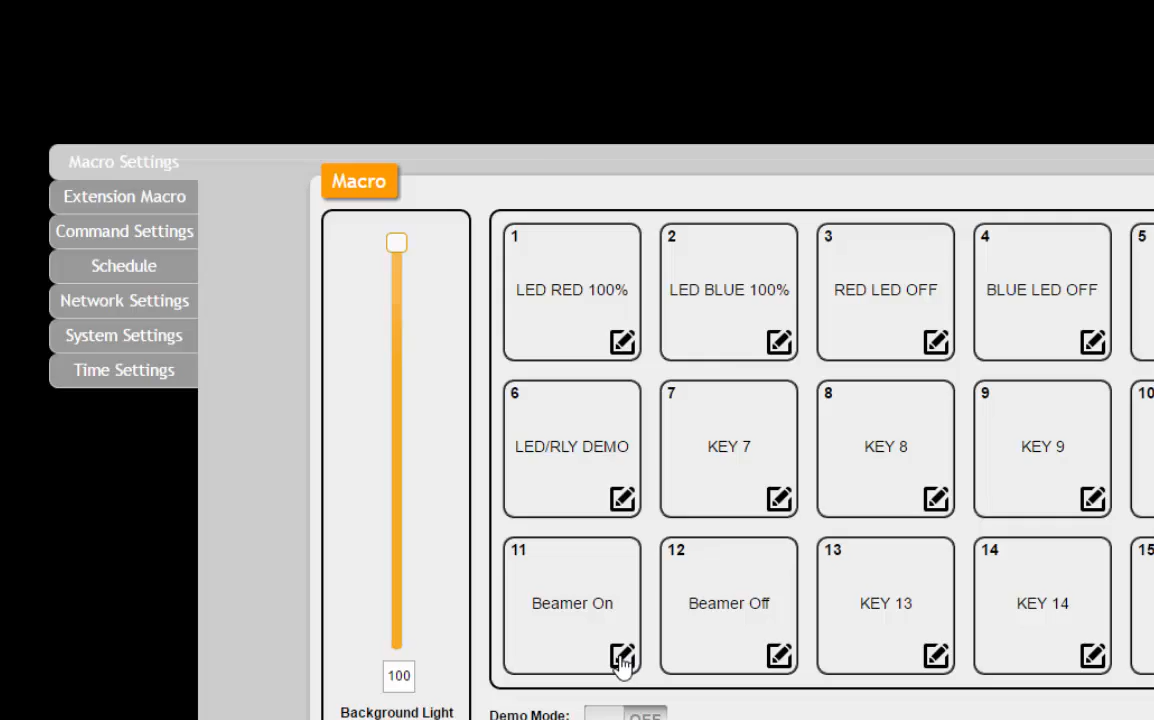 Macro Settings
Extension Macro
Command Settings
Schedule
Network Settings
System Settings
Time Settings
Macro
100
Background Light
1
LED RED 100%
2
LED BLUE 100%
3
RED LED OFF
4
BLUE LED OFF
5
6
LED/RLY DEMO
7
KEY 7
8
KEY 8
9
KEY 9
10
11
Beamer On
12
Beamer Off
13
KEY 13
14
KEY 14
15
Demo Mode:
OFF